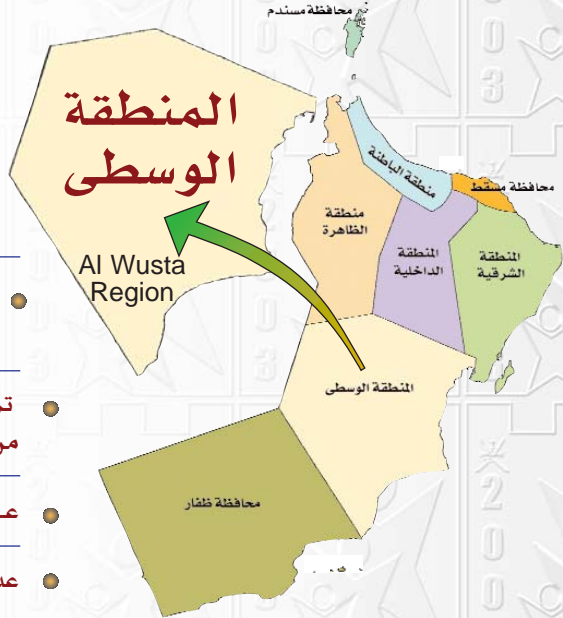 محافظة مسندم
المنطقة
الوسطى
Al Wusta
Region
منطقة الباطنة
محافظة مسقط
منطقة
الظاهرة
المنطقة
الداخلية
المنطقة
الشرقية
المنطقة الوسطى
محافظة ظفار